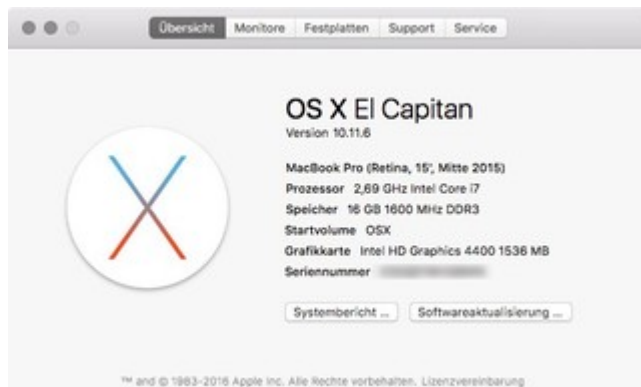 Übersicht Monitore Festplatten Support Service
OS X El Capitan
Version 10.11.6
MacBook Pro (Retina, 15", Mitte 2015)
Prozessor 2,69 GHz Intel Core i7
Speicher 16 GB 1600 MHz DDR3
Startvolume OSX
Grafikkarte Intel HD Graphics 4400 1536 MB
Seriennummer
Systembericht ... Softwareaktualisierung ...
™ and © 1983-2016 Apple Inc. Alle Rechte vorbehalten. Lizenzvereinbarung